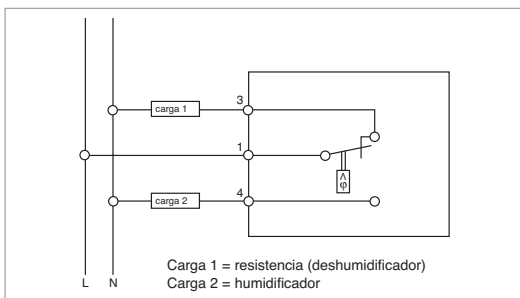 carga 1
3
1
φ
carga 2
4
L N
Carga 1 = resistencia (deshumidificador)
Carga 2 = humidificador